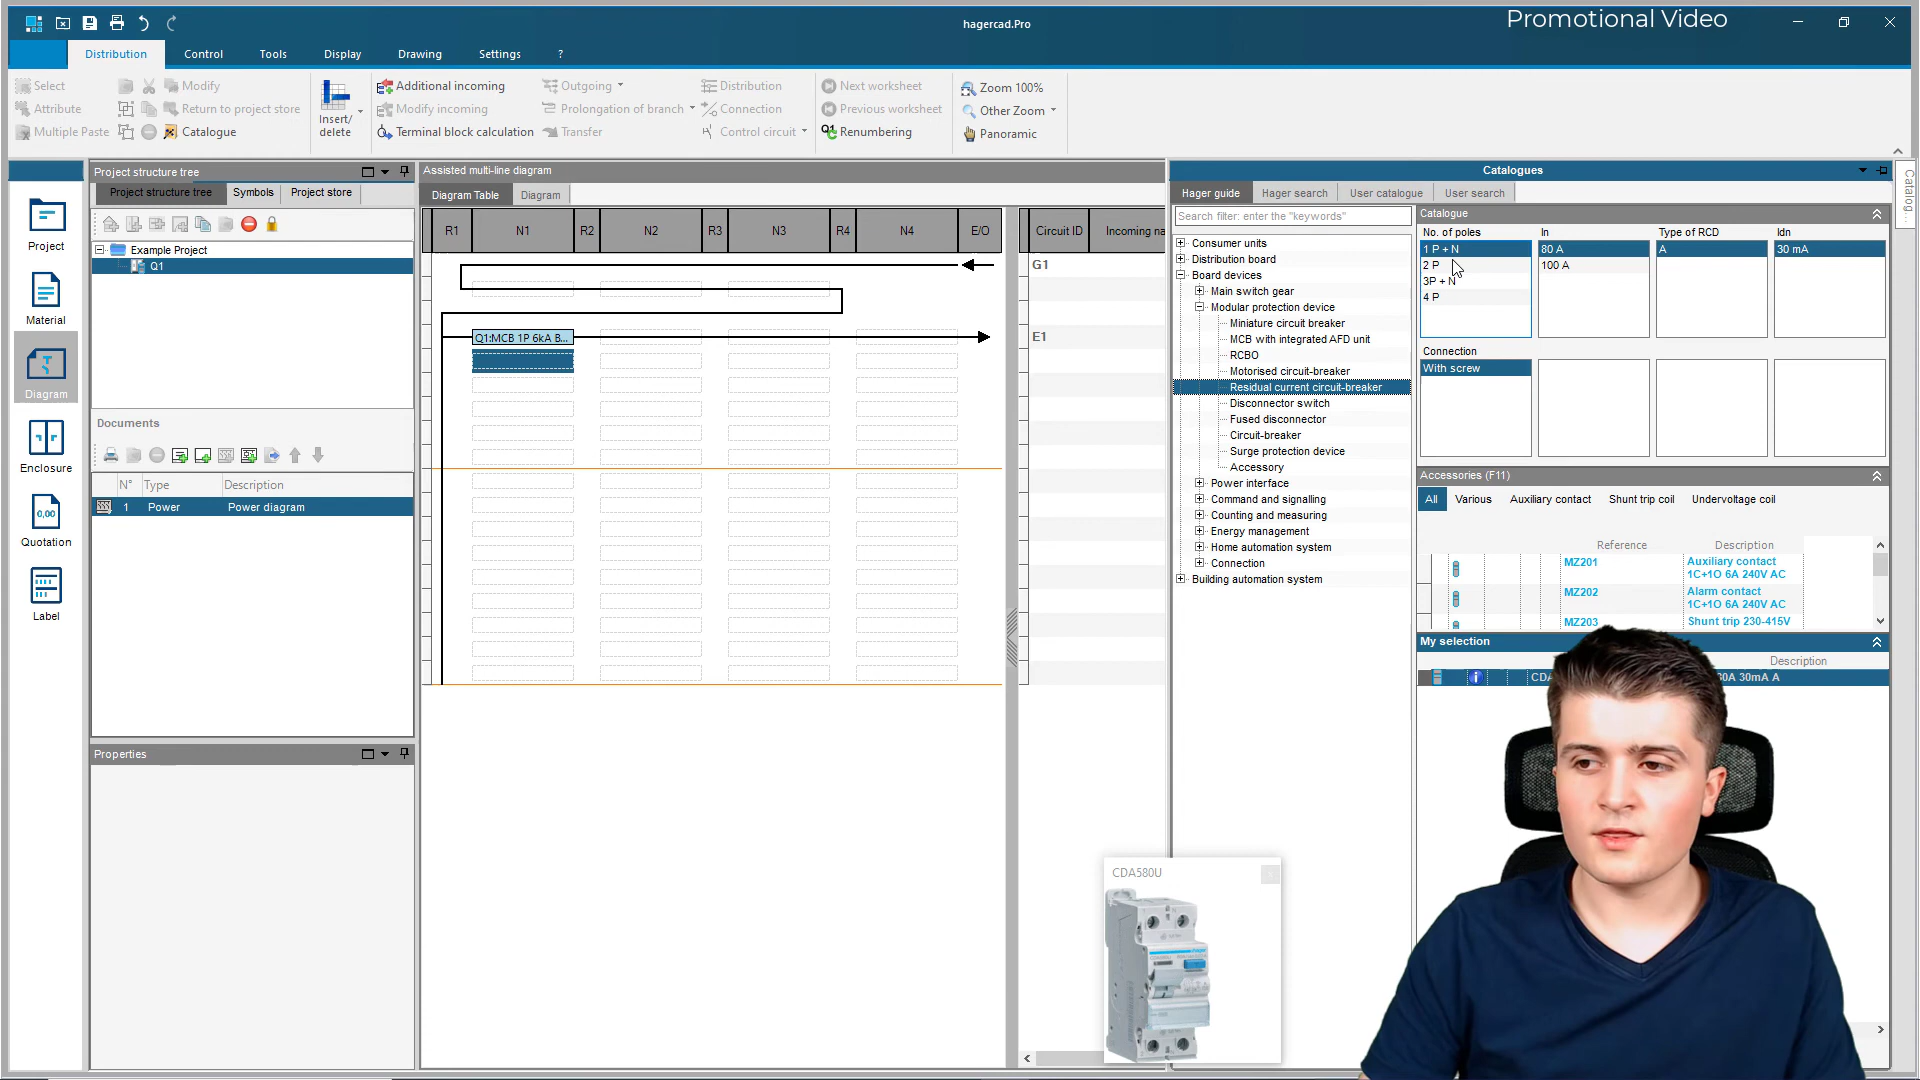 hagercad.Pro
Promotional Video
Distribution
Control
Tools
Display
Drawing
Settings
?
Select
Attribute
Multiple Paste
Modify
Return to project store
Catalogue
Insert/
delete
Additional incoming
Modify incoming
Terminal block calculation
Outgoing
Prolongation of branch
Transfer
Distribution
Connection
Control circuit
Next worksheet
Previous worksheet
Renumbering
Zoom 100%
Other Zoom
Panoramic
Project
Material
Diagram
Enclosure
0,00
Quotation
Label
Project structure tree
Project structure tree
Symbols
Project store
Example Project
Q1
Documents
N°
Type
Description
1
Power
Power diagram
Properties
Assisted multi-line diagram
Diagram Table
Diagram
R1
N1
R2
N2
R3
N3
R4
N4
E/O
Circuit ID
Incoming na
G1
E1
Q1:MCB 1P 6kA B...
Catalogues
Catalog...
Hager guide
Hager search
User catalogue
User search
Search filter: enter the "keywords"
Consumer units
Distribution board
Board devices
Main switch gear
Modular protection device
Miniature circuit breaker
MCB with integrated AFD unit
RCBO
Motorised circuit-breaker
Residual current circuit-breaker
Disconnector switch
Fused disconnector
Circuit-breaker
Surge protection device
Accessory
Power interface
Command and signalling
Counting and measuring
Energy management
Home automation system
Connection
Building automation system
Catalogue
No. of poles
In
Type of RCD
Idn
1 P + N
80 A
A
30 mA
2 P
100 A
3P + N
4 P
Connection
With screw
Accessories (F11)
All
Various
Auxiliary contact
Shunt trip coil
Undervoltage coil
Reference
Description
MZ201
Auxiliary contact
1C+1O 6A 240V AC
MZ202
Alarm contact
1C+1O 6A 240V AC
MZ203
Shunt trip 230-415V
My selection
Description
CDA
30mA A
CDA580U